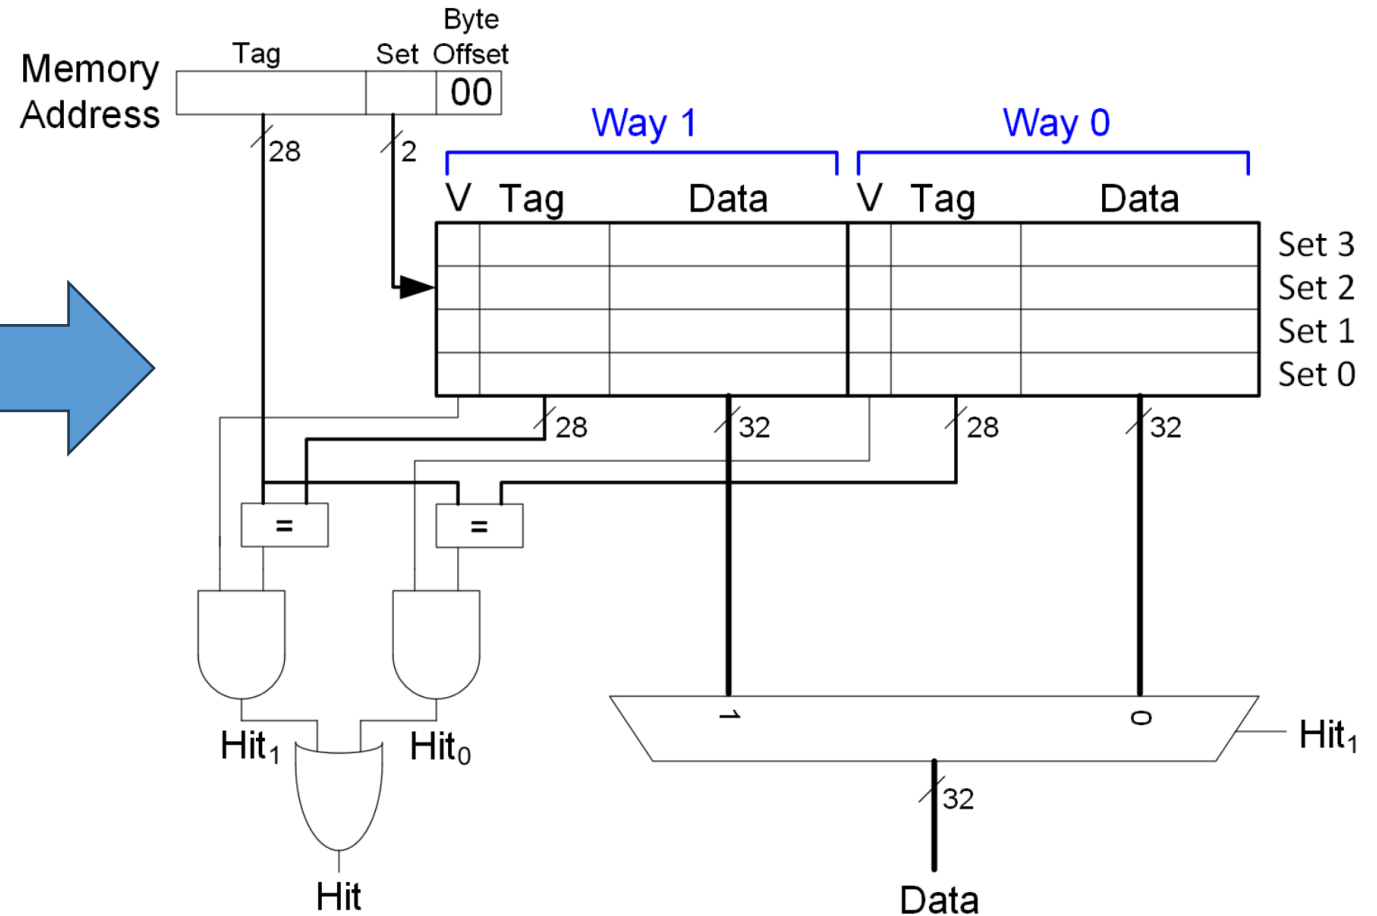 Byte
Tag Set Offset
Memory
Address
00
Way 1 Way 0
28 2
V Tag Data V Tag Data
Set 3
Set 2
Set 1
Set 0
28 32 28 32
= =
1 0
Hit1 Hit0 Hit1
32
Hit Data